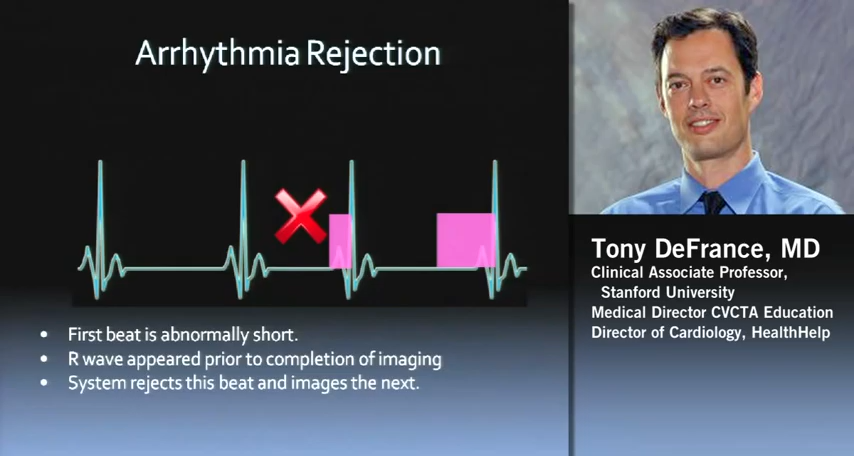 Arrhythmia Rejection
• First beat is abnormally short.
• R wave appeared prior to completion of imaging
• System rejects this beat and images the next.
Tony DeFrance, MD
Clinical Associate Professor,
Stanford University
Medical Director CVCTA Education
Director of Cardiology, HealthHelp